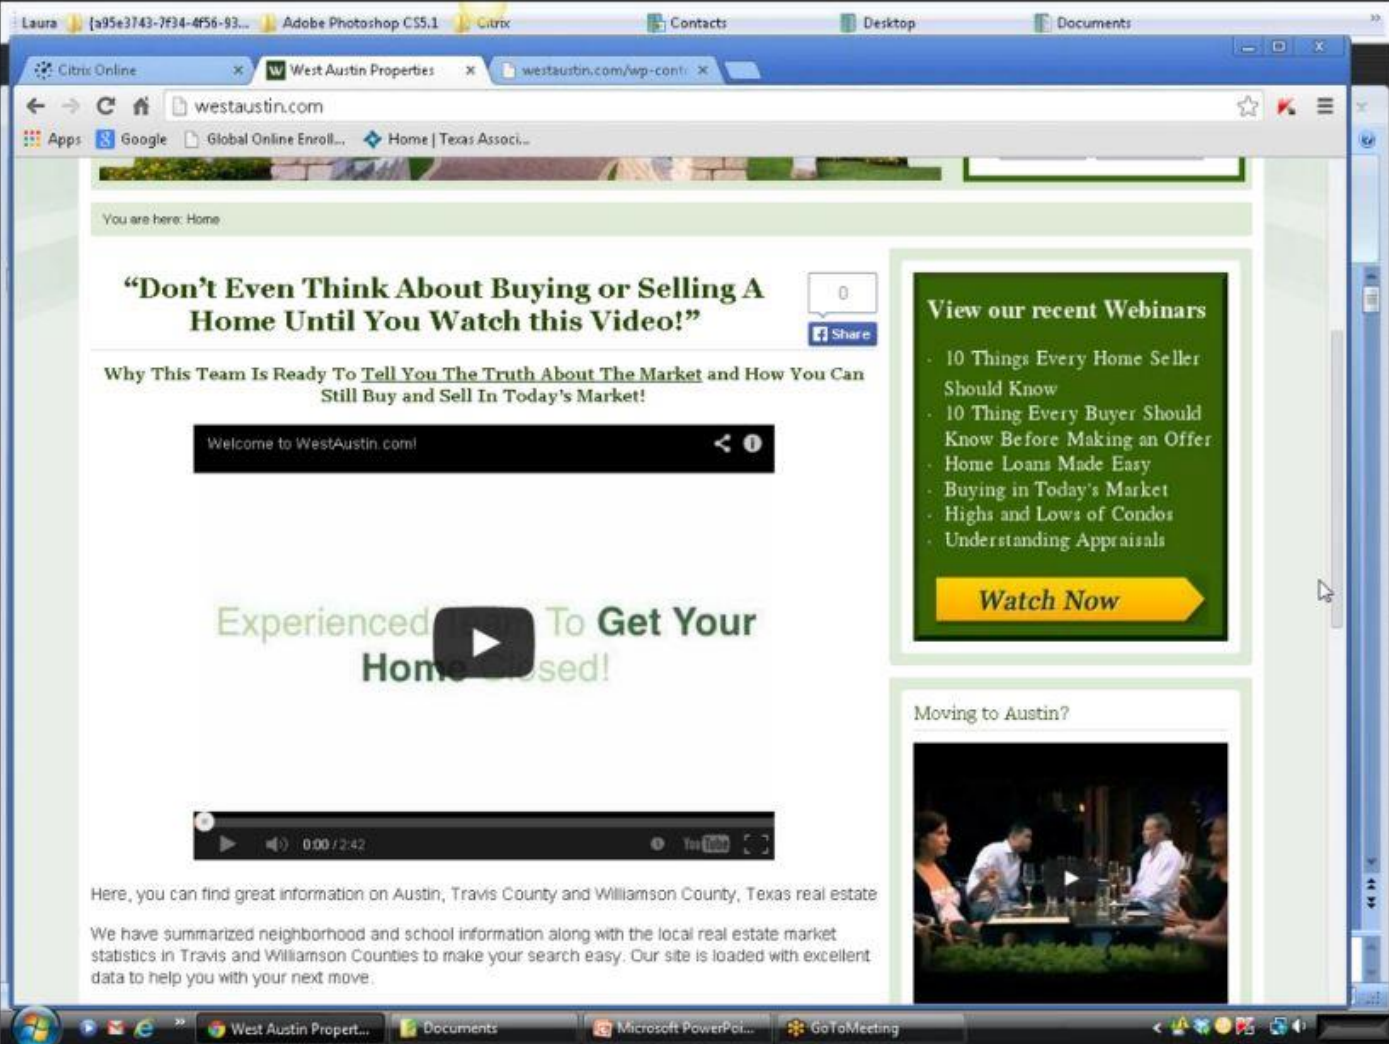 Laura
{a95e3743-7f34-4f56-93...
Adobe Photoshop CS5.1
Citrix
Contacts
Desktop
Documents
Citrix Online
West Austin Properties
westaustin.com/wp-conte
westaustin.com
Apps
Google
Global Online Enroll...
Home | Texas Associ...
You are here: Home
“Don’t Even Think About Buying or Selling A
Home Until You Watch this Video!”
0
Share
Why This Team Is Ready To Tell You The Truth About The Market and How You Can
Still Buy and Sell In Today’s Market!
Welcome to WestAustin.com!
Experienced Team To Get Your
Home Closed!
0:00 / 2:42
YouTube
Here, you can find great information on Austin, Travis County and Williamson County, Texas real estate
We have summarized neighborhood and school information along with the local real estate market
statistics in Travis and Williamson Counties to make your search easy. Our site is loaded with excellent
data to help you with your next move.
View our recent Webinars
· 10 Things Every Home Seller
Should Know
· 10 Thing Every Buyer Should
Know Before Making an Offer
· Home Loans Made Easy
· Buying in Today's Market
· Highs and Lows of Condos
· Understanding Appraisals
Watch Now
Moving to Austin?
West Austin Propert...
Documents
Microsoft PowerPoi...
GoToMeeting